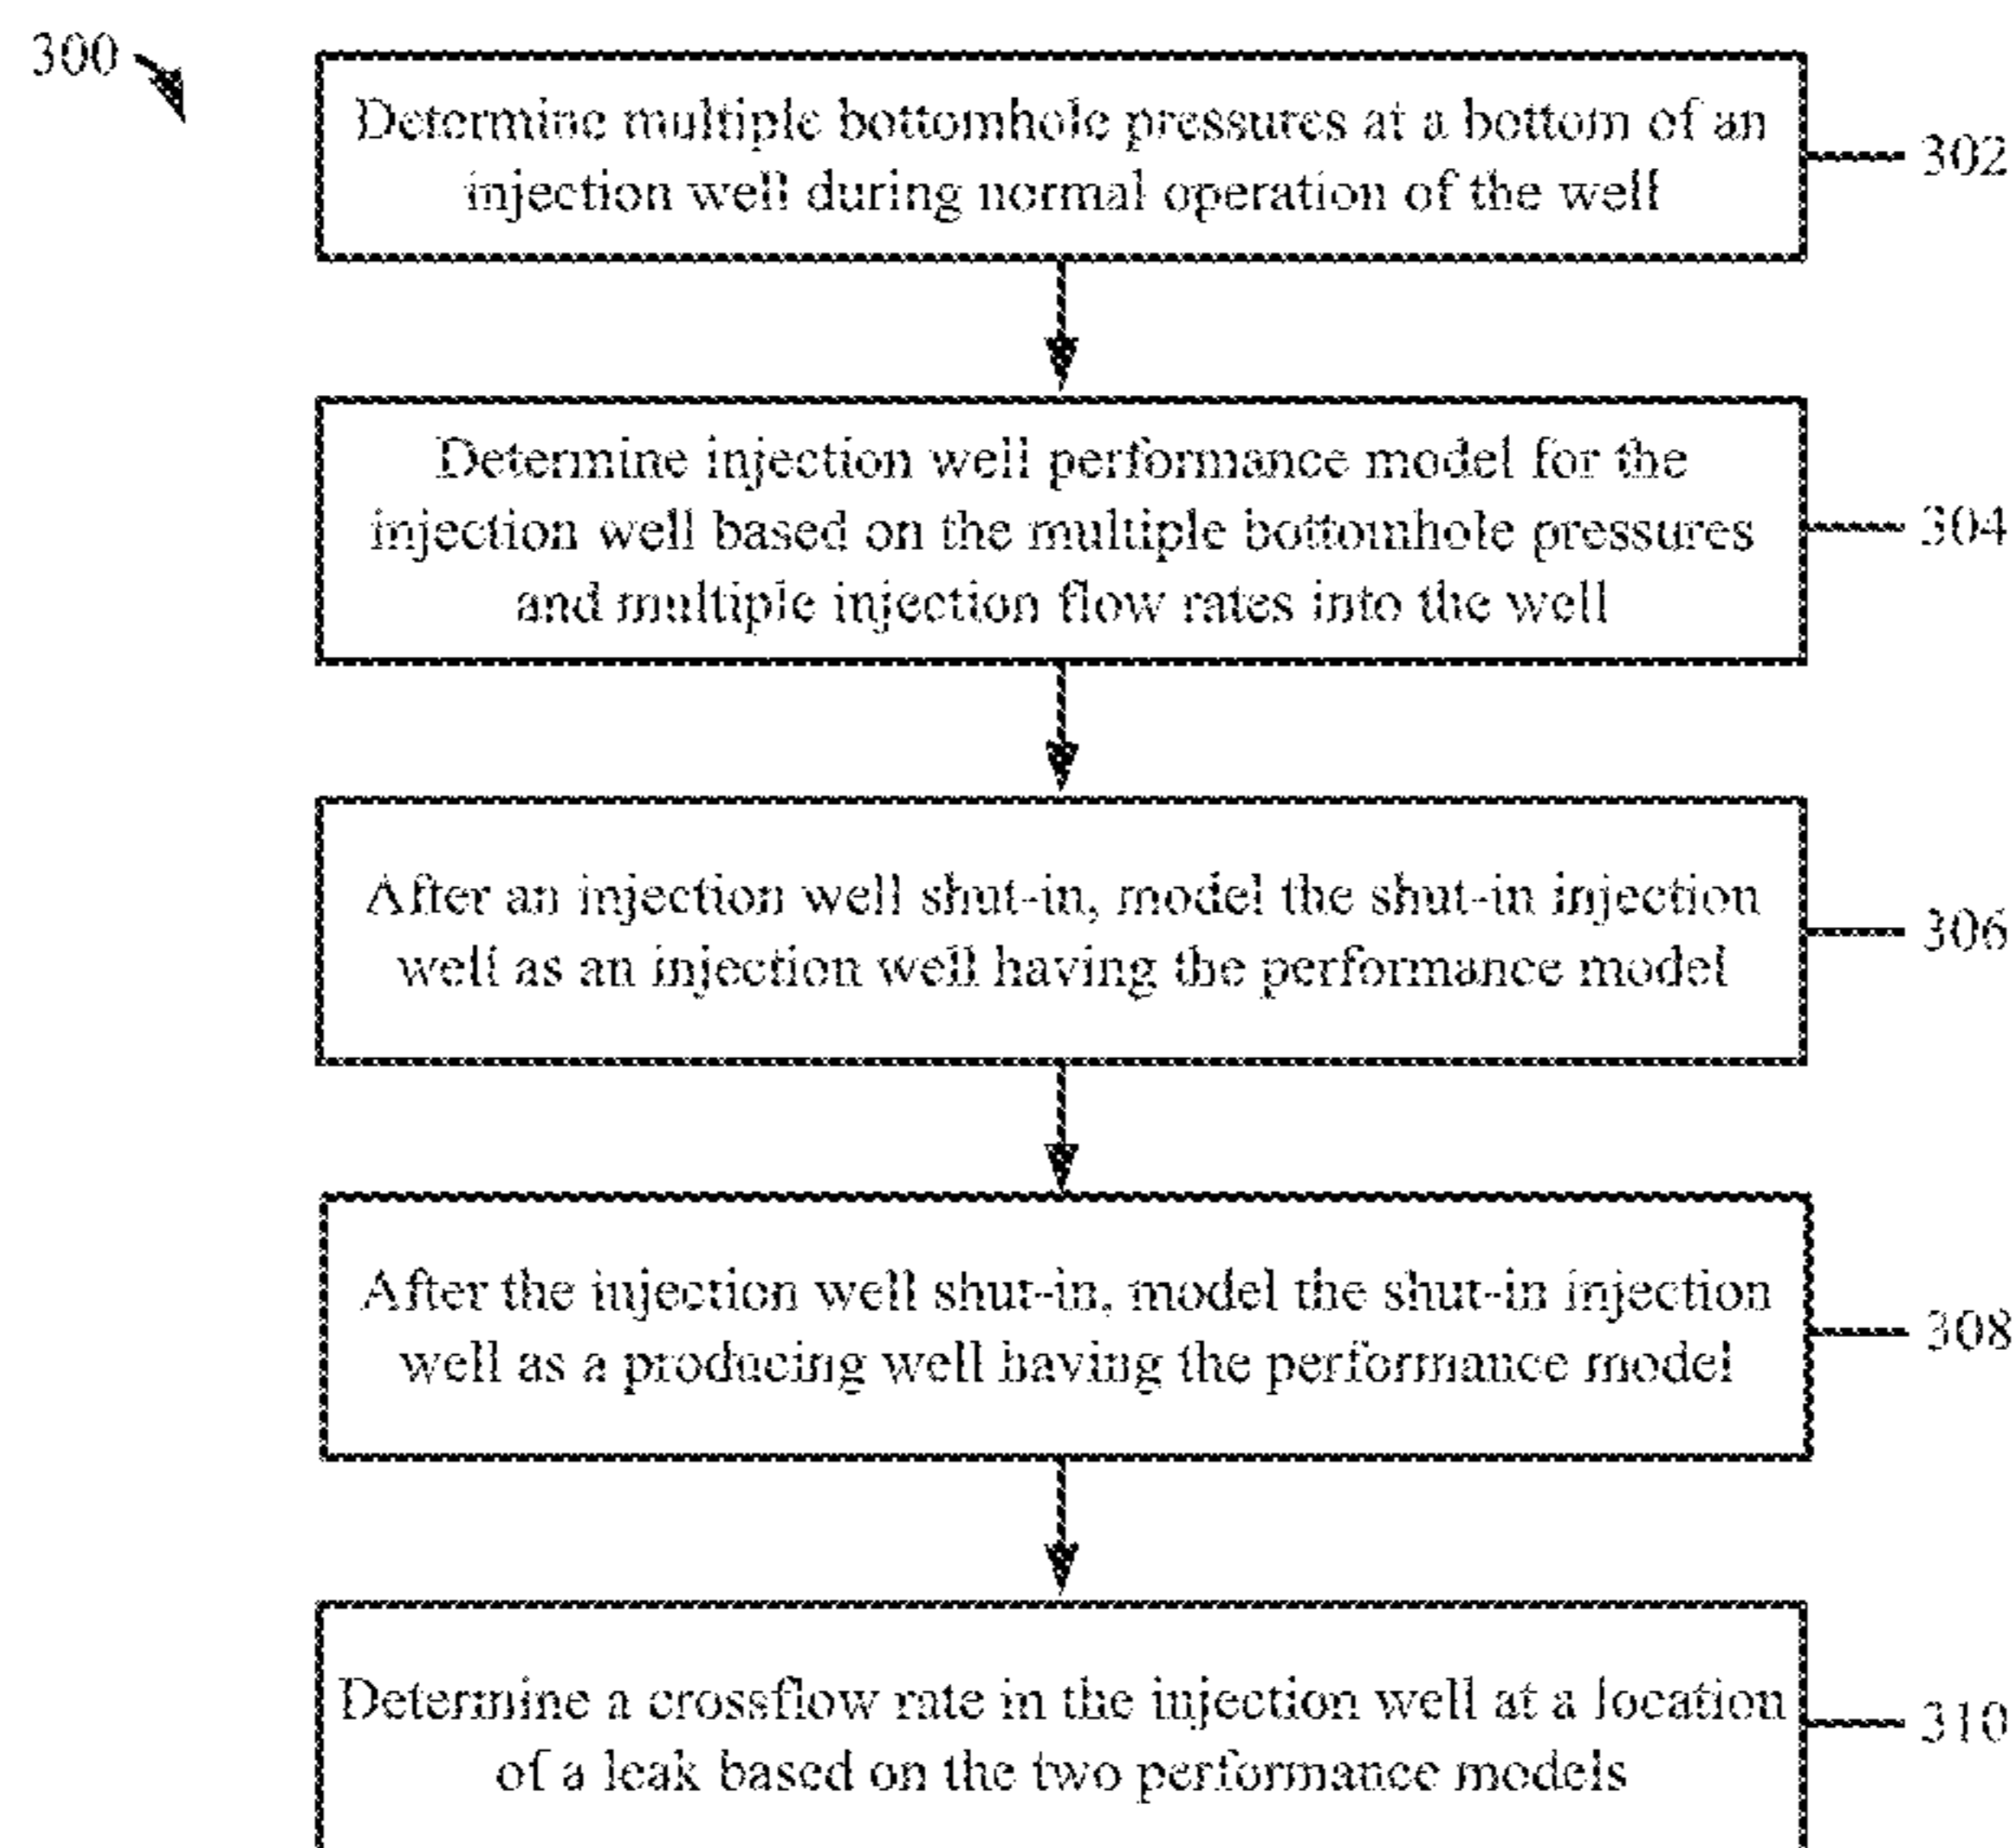 300
Determine multiple bottomhole pressures at a bottom of an
injection well during normal operation of the well
302
Determine injection well performance model for the
injection well based on the multiple bottomhole pressures
and multiple injection flow rates into the well
304
After an injection well shut-in, model the shut-in injection
well as an injection well having the performance model
306
After the injection well shut-in, model the shut-in injection
well as a producing well having the performance model
308
Determine a crossflow rate in the injection well at a location
of a leak based on the two performance models
310